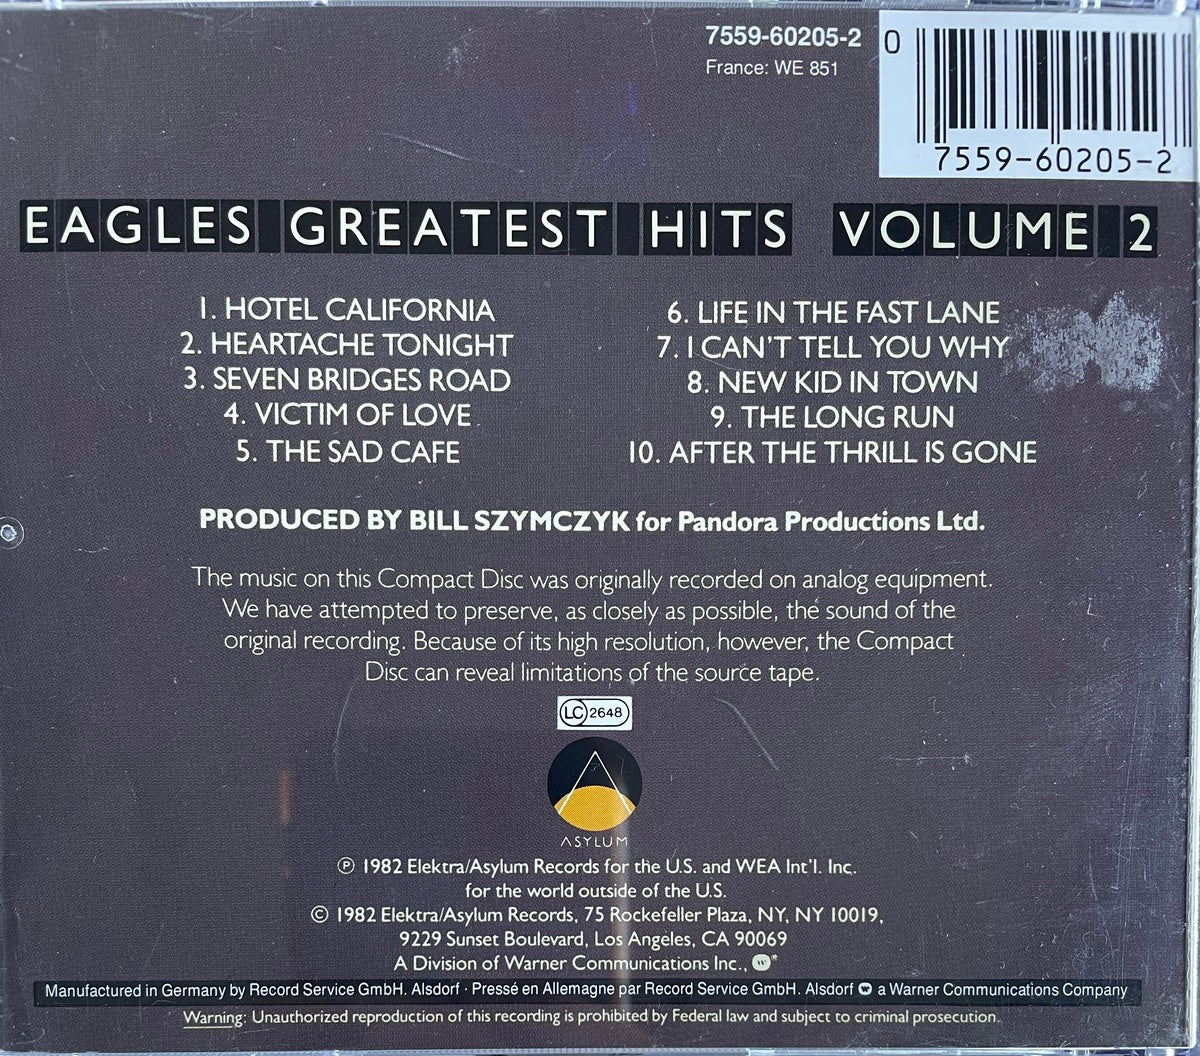 7559-60205-2
France: WE 851
0
7559-60205-2
EAGLES GREATEST HITS VOLUME 2
1. HOTEL CALIFORNIA
2. HEARTACHE TONIGHT
3. SEVEN BRIDGES ROAD
4. VICTIM OF LOVE
5. THE SAD CAFE
6. LIFE IN THE FAST LANE
7. I CAN'T TELL YOU WHY
8. NEW KID IN TOWN
9. THE LONG RUN
10. AFTER THE THRILL IS GONE
PRODUCED BY BILL SZYMCZYK for Pandora Productions Ltd.
The music on this Compact Disc was originally recorded on analog equipment.
We have attempted to preserve, as closely as possible, the sound of the
original recording. Because of its high resolution, however, the Compact
Disc can reveal limitations of the source tape.
LC 2648
ASYLUM
℗ 1982 Elektra/Asylum Records for the U.S. and WEA Int'l. Inc.
for the world outside of the U.S.
© 1982 Elektra/Asylum Records, 75 Rockefeller Plaza, NY, NY 10019,
9229 Sunset Boulevard, Los Angeles, CA 90069
A Division of Warner Communications Inc.,
Manufactured in Germany by Record Service GmbH. Alsdorf · Pressé en Allemagne par Record Service GmbH. Alsdorf a Warner Communications Company
Warning: Unauthorized reproduction of this recording is prohibited by Federal law and subject to criminal prosecution.